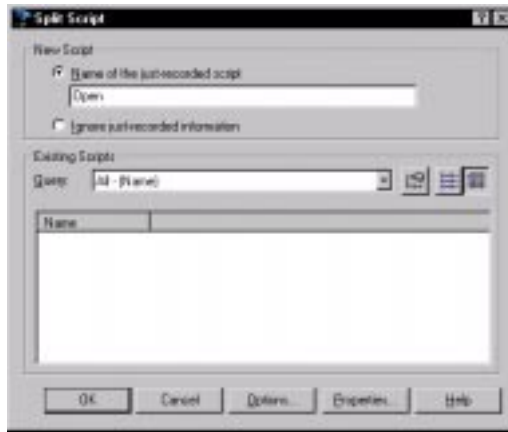 Split Script
New Script
Name of the just-recorded script
Open
Ignore just-recorded information
Existing Scripts
Query: All - (Name)
Name
OK Cancel Options... Properties... Help